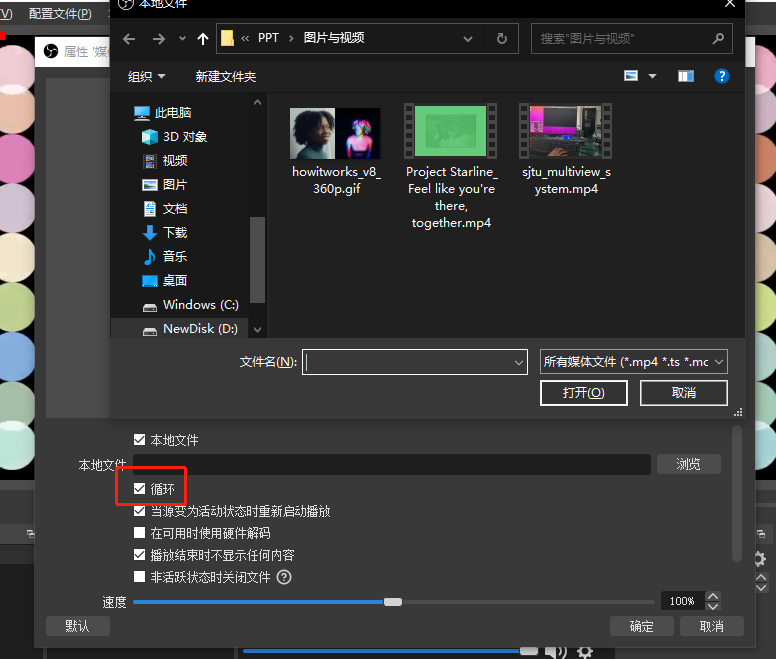 (V) 配置文件(P)
本地文件
属性 '媒
PPT 图片与视频
搜索"图片与视频"
组织 新建文件夹
此电脑
3D 对象
视频
图片
文档
下载
音乐
桌面
Windows (C:)
NewDisk (D:)
howitworks_v8_
360p.gif
Project Starline_
Feel like you're
there,
together.mp4
sjtu_multiview_s
ystem.mp4
文件名(N):
所有媒体文件 (*.mp4 *.ts *.mc
打开(O)
取消
本地文件
本地文件
浏览
循环
当源变为活动状态时重新启动播放
在可用时使用硬件解码
播放结束时不显示任何内容
非活跃状态时关闭文件
速度
100%
默认
确定
取消